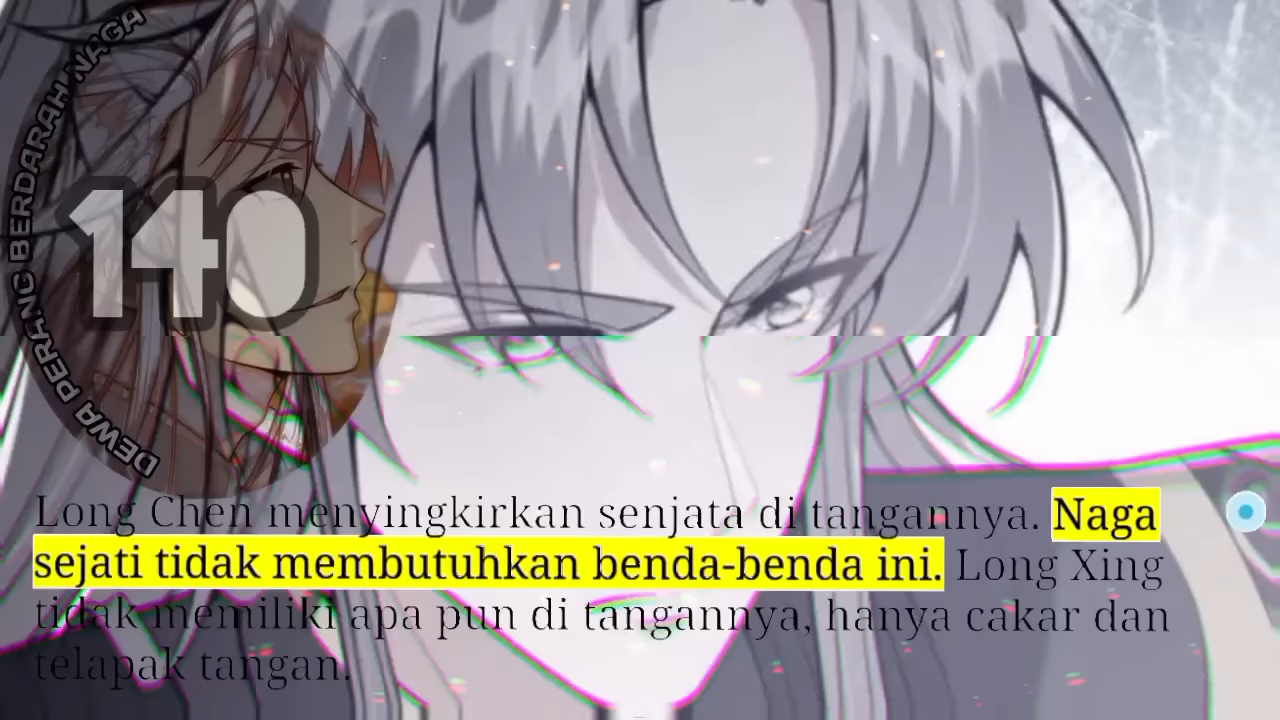 DEWA PERANG BERDARAH NAGA
140
Long Chen menyingkirkan senjata di tangannya. Naga
sejati tidak membutuhkan benda-benda ini. Long Xing
tidak memiliki apa pun di tangannya, hanya cakar dan
telapak tangan.